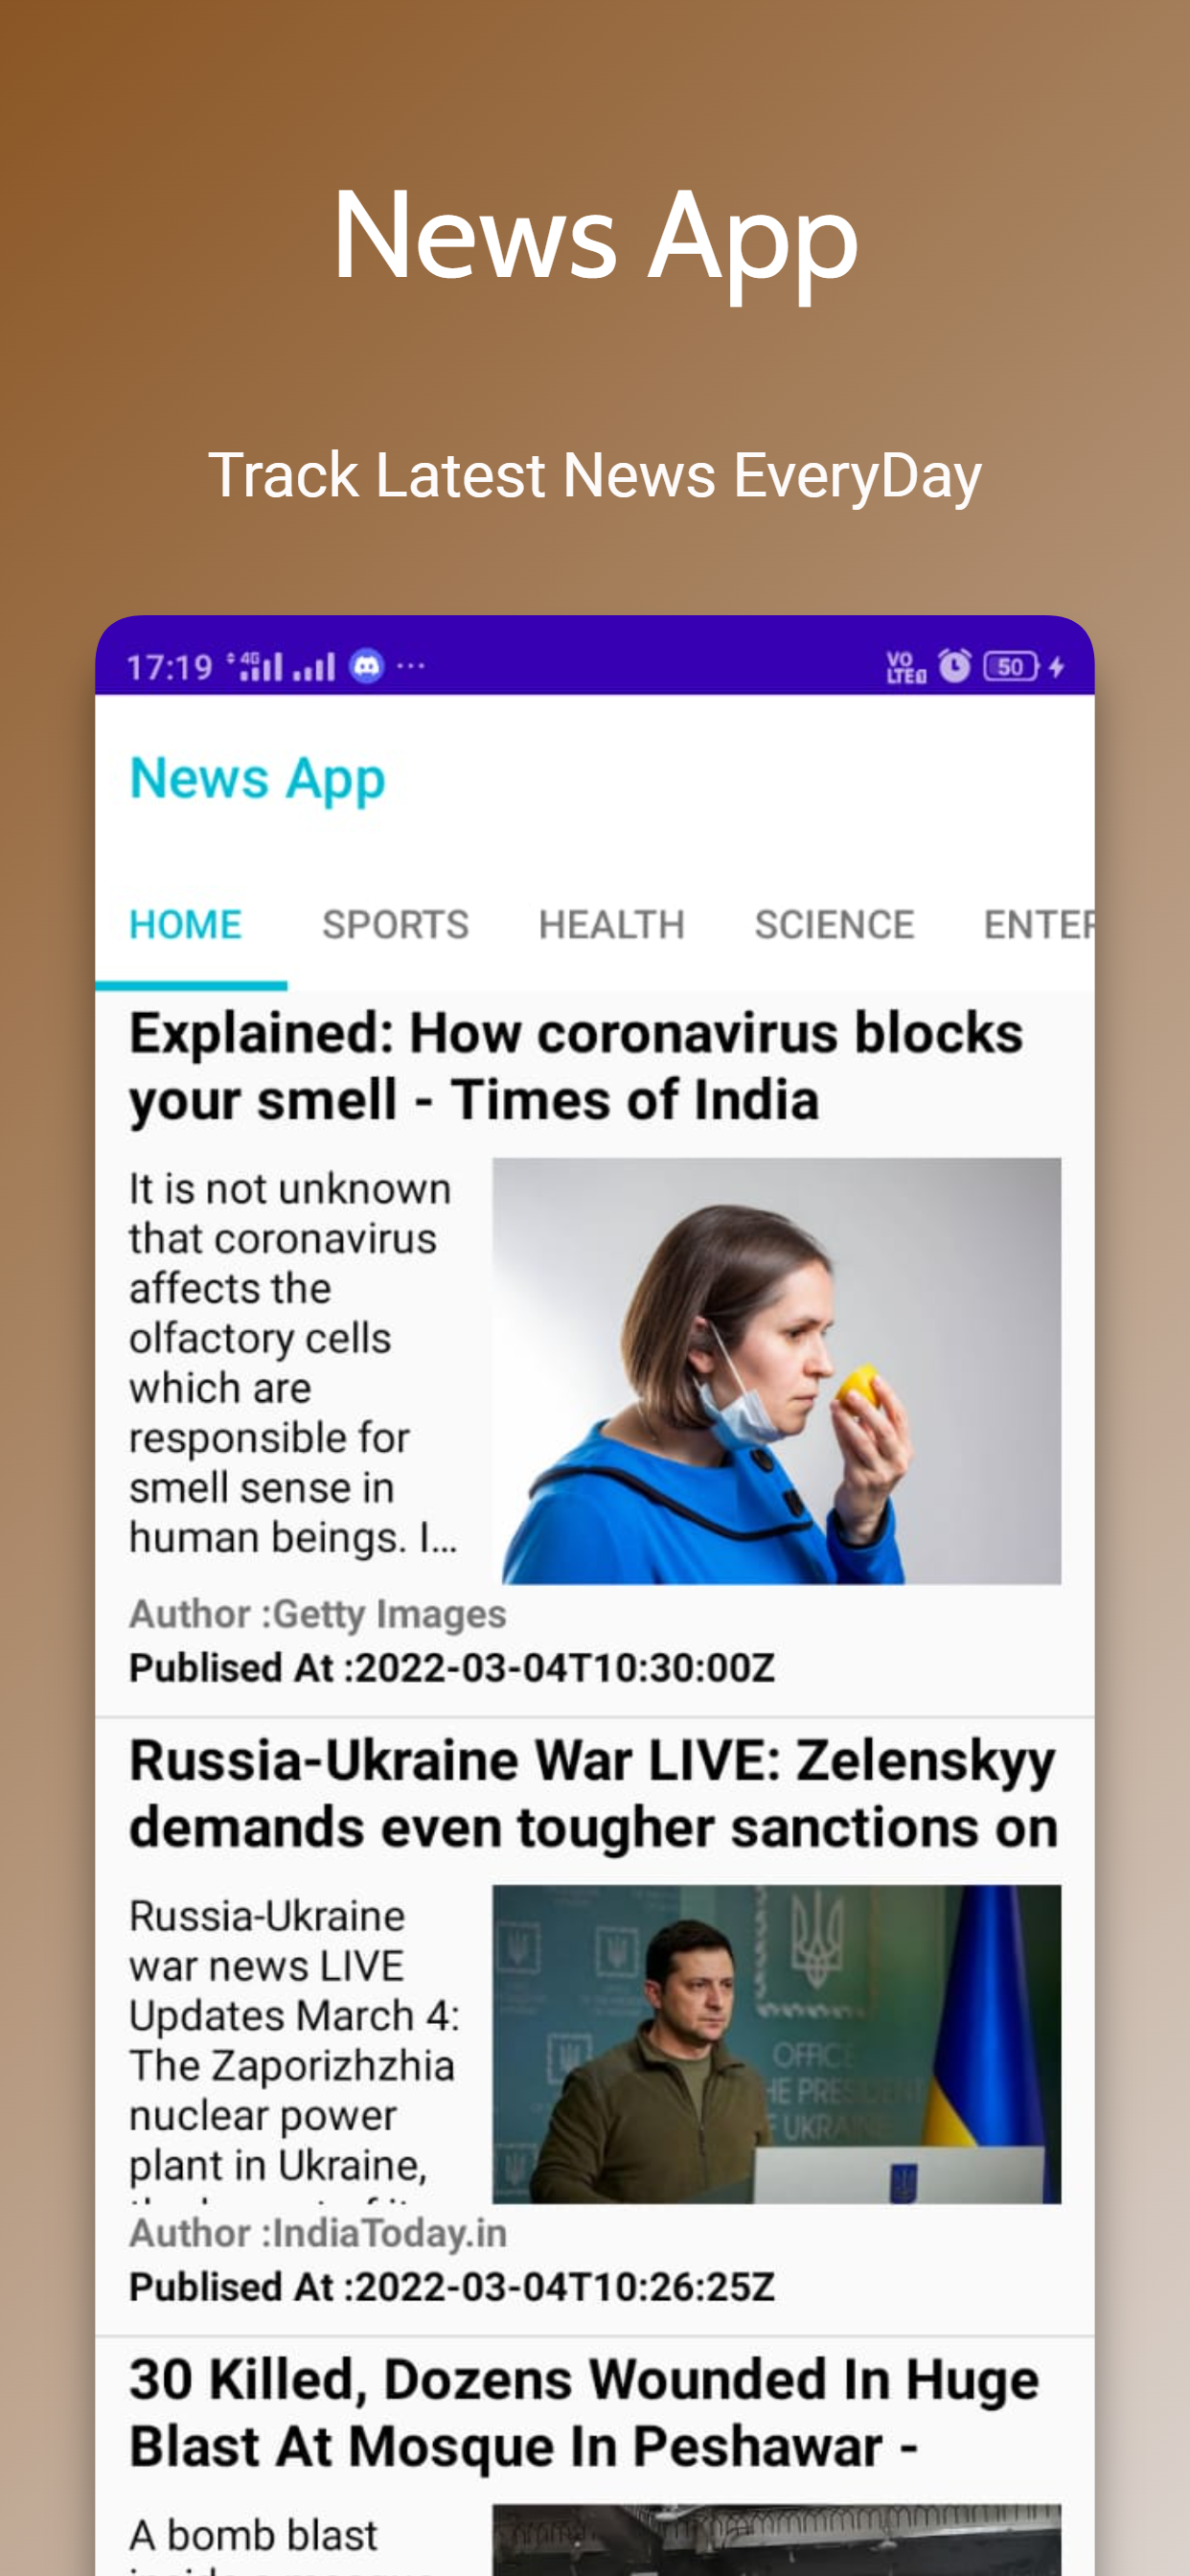 News App
Track Latest News EveryDay
17:19 4G
VO LTE 50
News App
HOME SPORTS HEALTH SCIENCE ENTER
Explained: How coronavirus blocks
your smell - Times of India
It is not unknown
that coronavirus
affects the
olfactory cells
which are
responsible for
smell sense in
human beings. I...
Author :Getty Images
Publised At :2022-03-04T10:30:00Z
Russia-Ukraine War LIVE: Zelenskyy
demands even tougher sanctions on
Russia-Ukraine
war news LIVE
Updates March 4:
The Zaporizhzhia
nuclear power
plant in Ukraine,
OFFICE
HE PRESIDENT
F UKRAINE
Author :IndiaToday.in
Publised At :2022-03-04T10:26:25Z
30 Killed, Dozens Wounded In Huge
Blast At Mosque In Peshawar -
A bomb blast